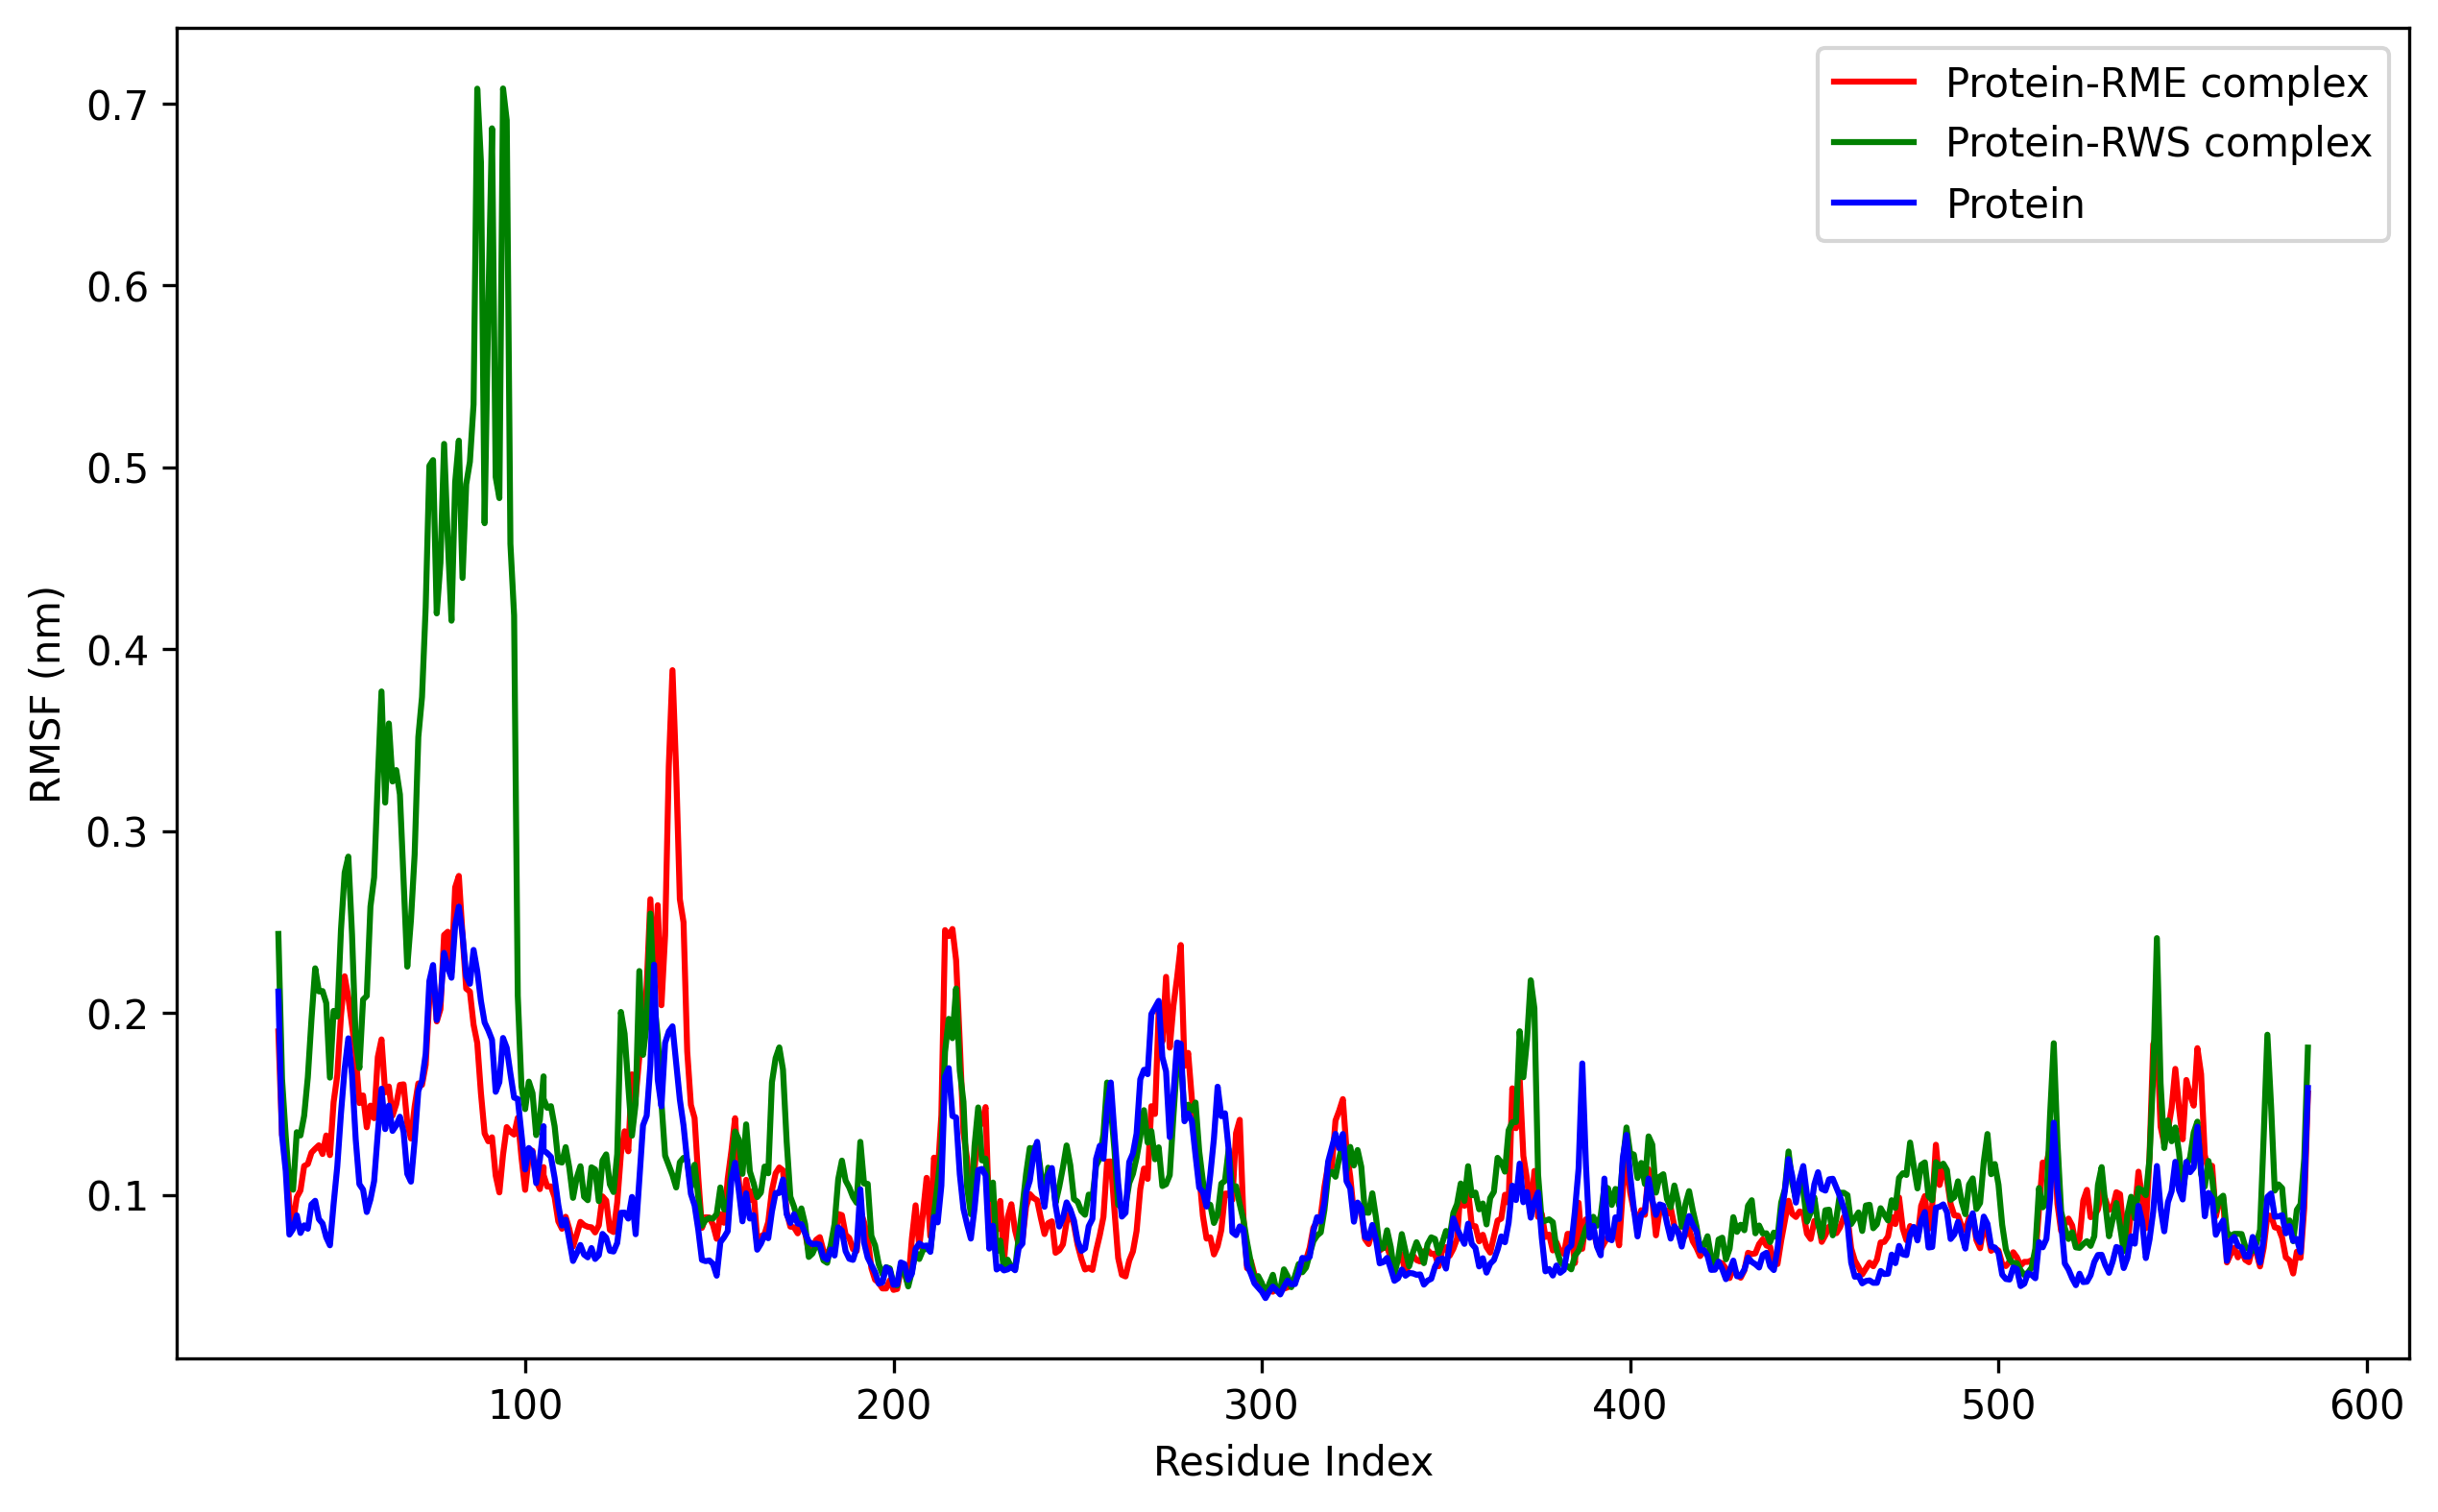 Protein-RME complex
Protein-RWS complex
Protein
0.7
0.6
0.5
0.4
0.3
0.2
0.1
RMSF (nm)
100 200 300 400 500 600
Residue Index